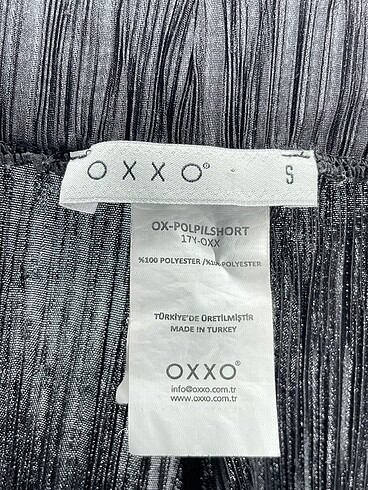 OXXO® S
OX-POLPILSHORT
17Y-OXX
%100 POLYESTER /%100 POLYESTER
TÜRKİYE'DE ÜRETİLMİŞTİR
MADE IN TURKEY
OXXO®
info@oxxo.com.tr
www.oxxo.com.tr